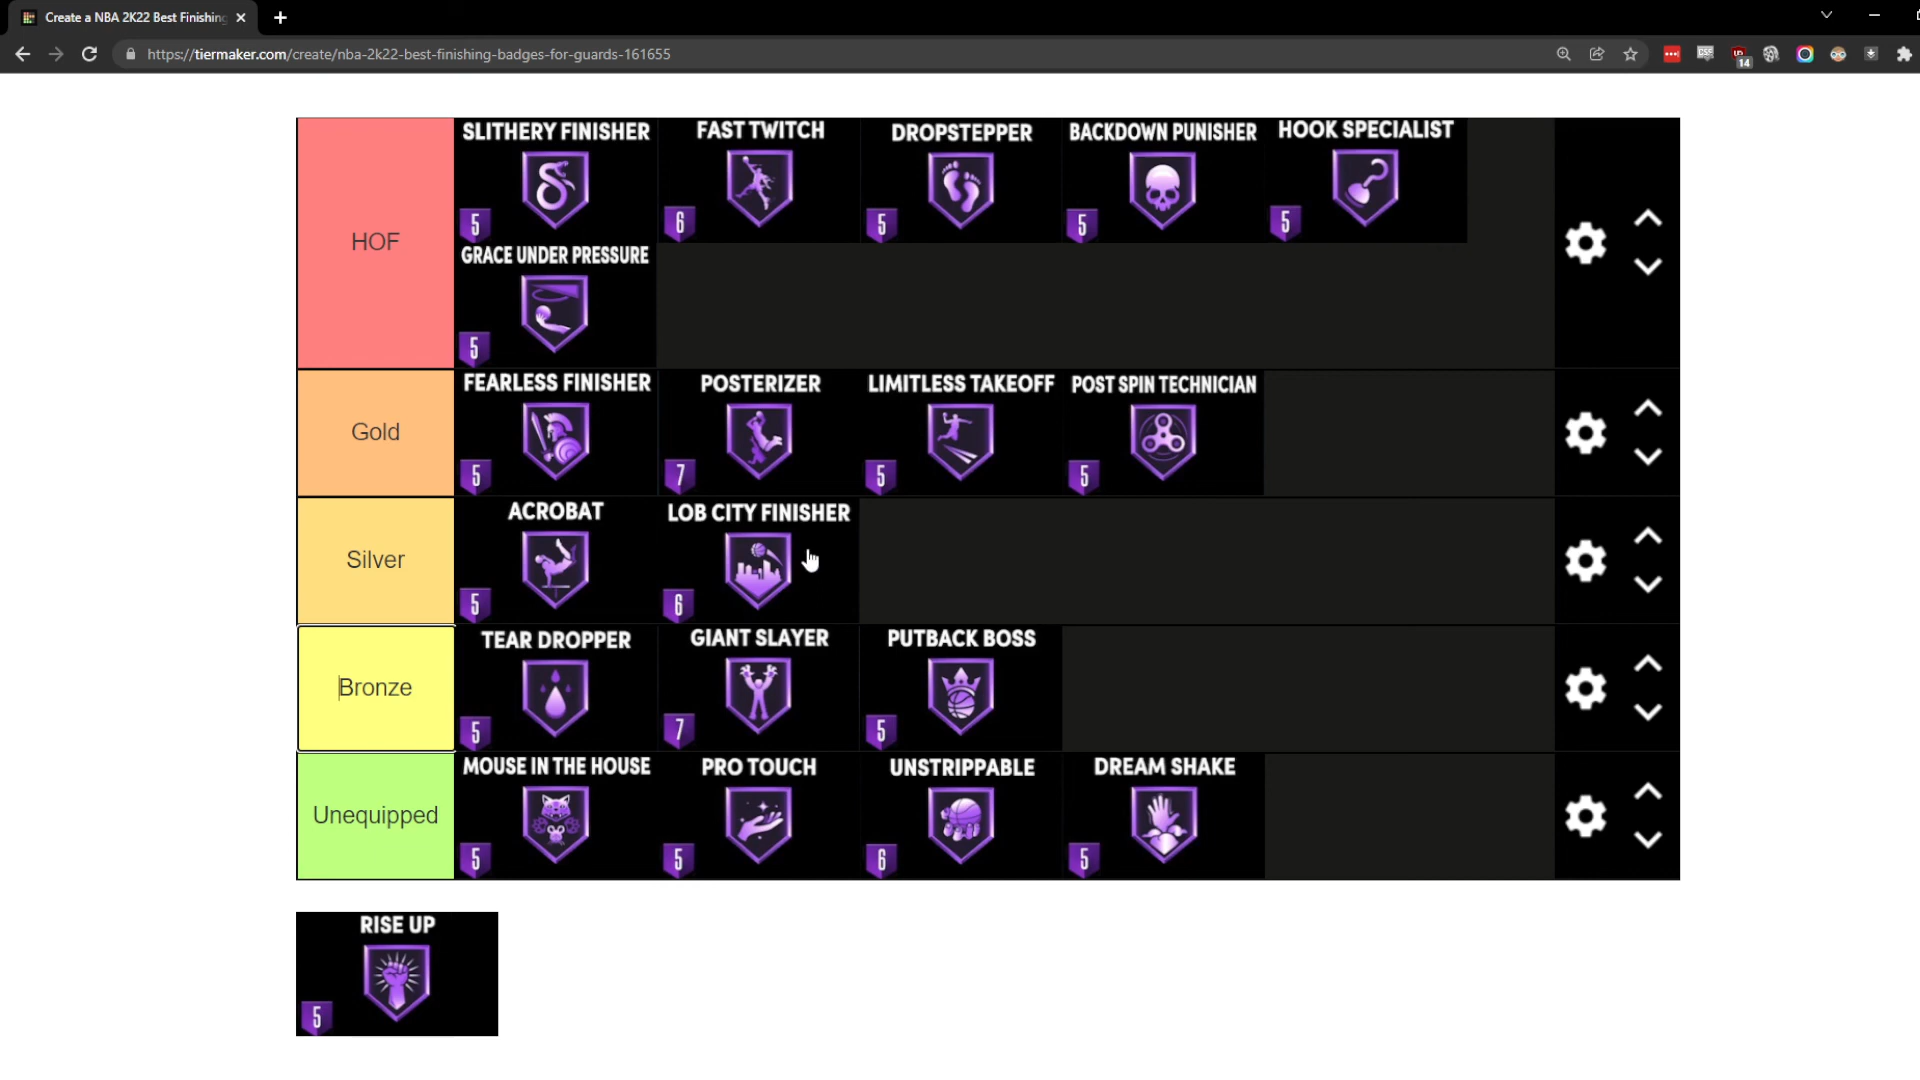 Create a NBA 2K22 Best Finishing
https://tiermaker.com/create/nba-2k22-best-finishing-badges-for-guards-161655
14
HOF
SLITHERY FINISHER
5
FAST TWITCH
6
DROPSTEPPER
5
BACKDOWN PUNISHER
5
HOOK SPECIALIST
5
GRACE UNDER PRESSURE
5
Gold
FEARLESS FINISHER
5
POSTERIZER
7
LIMITLESS TAKEOFF
5
POST SPIN TECHNICIAN
5
Silver
ACROBAT
5
LOB CITY FINISHER
6
Bronze
TEAR DROPPER
5
GIANT SLAYER
7
PUTBACK BOSS
5
Unequipped
MOUSE IN THE HOUSE
5
PRO TOUCH
5
UNSTRIPPABLE
6
DREAM SHAKE
5
RISE UP
5